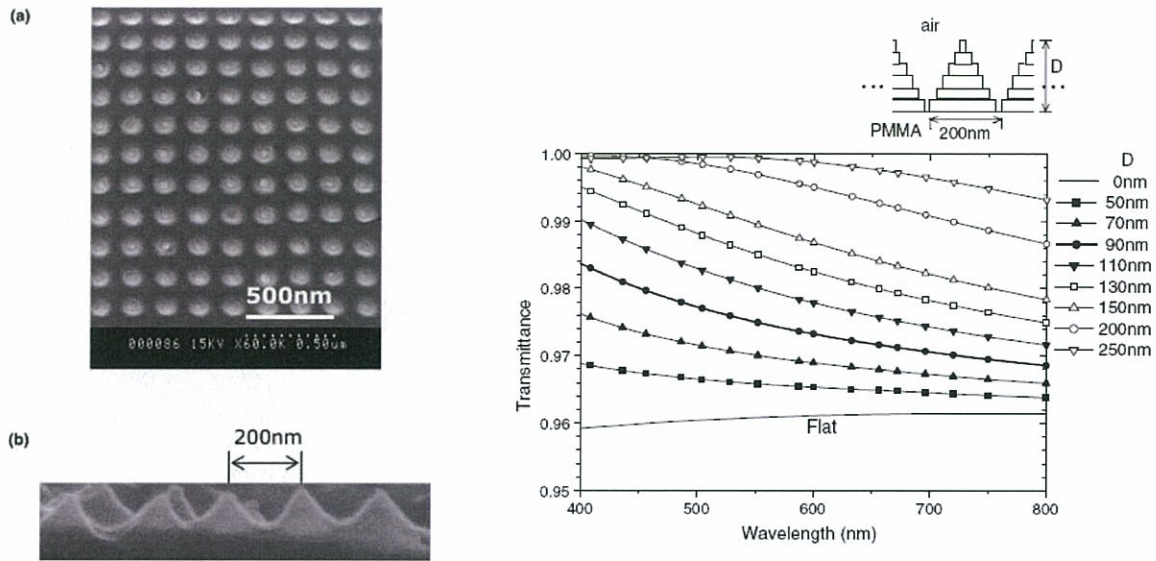 (a)
500nm
000086 15KV X60.0K 0.50um
(b)
200nm
air
D
PMMA
200nm
Transmittance
1.00
0.99
0.98
0.97
0.96
0.95
Flat
400
500
600
700
800
Wavelength (nm)
D
0nm
50nm
70nm
90nm
110nm
130nm
150nm
200nm
250nm